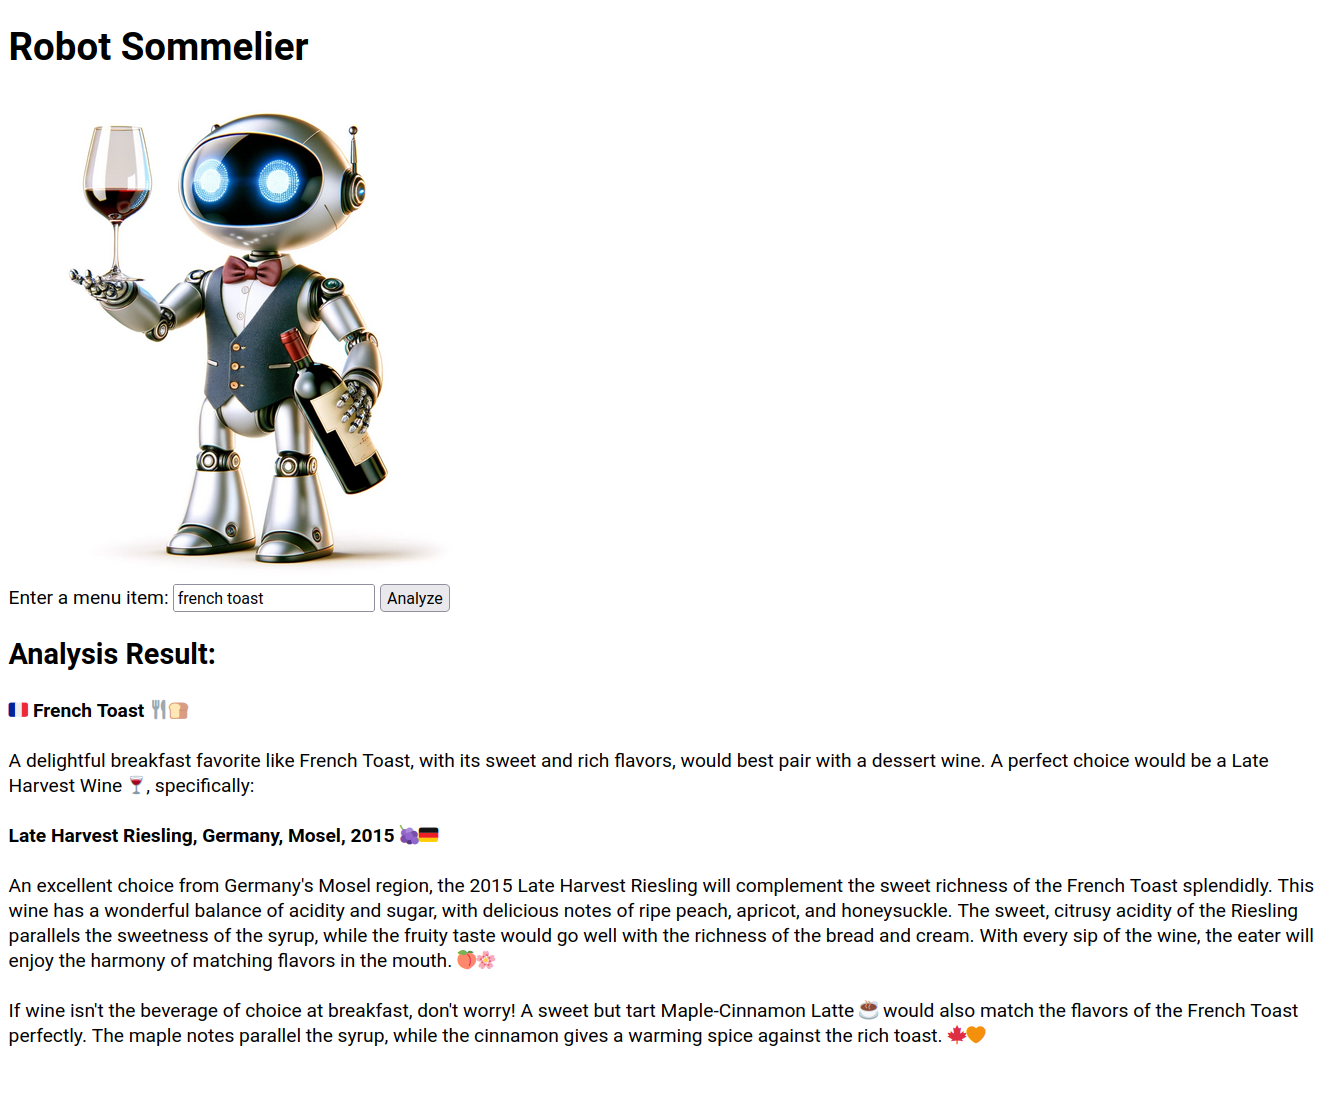 Robot Sommelier
Enter a menu item: french toast Analyze
Analysis Result:
🇫🇷 French Toast 🍴🍞
A delightful breakfast favorite like French Toast, with its sweet and rich flavors, would best pair with a dessert wine. A perfect choice would be a Late
Harvest Wine 🍷, specifically:
Late Harvest Riesling, Germany, Mosel, 2015 🍇🇩🇪
An excellent choice from Germany's Mosel region, the 2015 Late Harvest Riesling will complement the sweet richness of the French Toast splendidly. This
wine has a wonderful balance of acidity and sugar, with delicious notes of ripe peach, apricot, and honeysuckle. The sweet, citrusy acidity of the Riesling
parallels the sweetness of the syrup, while the fruity taste would go well with the richness of the bread and cream. With every sip of the wine, the eater will
enjoy the harmony of matching flavors in the mouth. 🍑🌸
If wine isn't the beverage of choice at breakfast, don't worry! A sweet but tart Maple-Cinnamon Latte ☕ would also match the flavors of the French Toast
perfectly. The maple notes parallel the syrup, while the cinnamon gives a warming spice against the rich toast. 🍁🧡